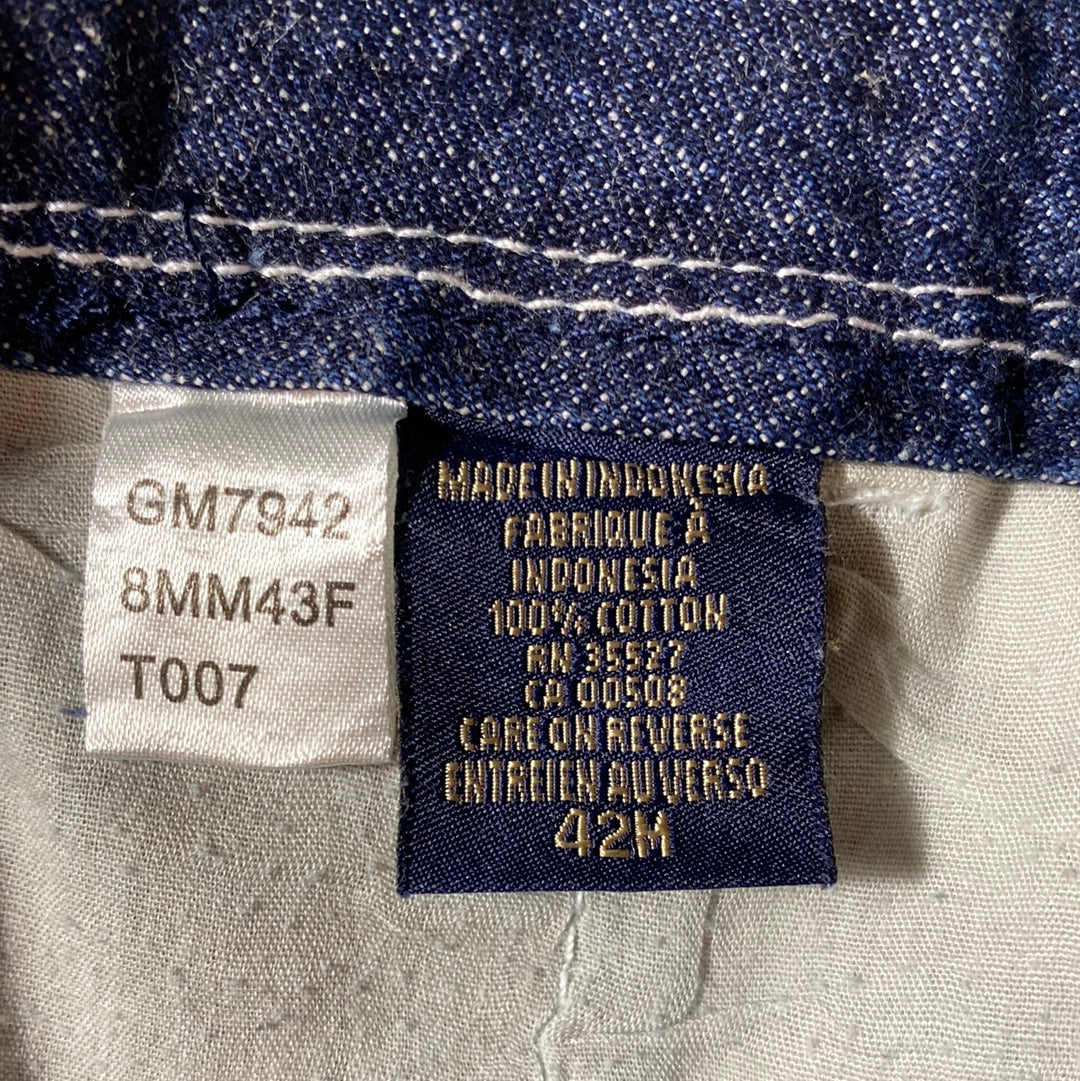 GM7942
8MM43F
T007
MADE IN INDONESIA
FABRIQUE À
INDONESIA
100% COTTON
RN 35527
CA 00508
CARE ON REVERSE
ENTREIEN AU VERSO
42M